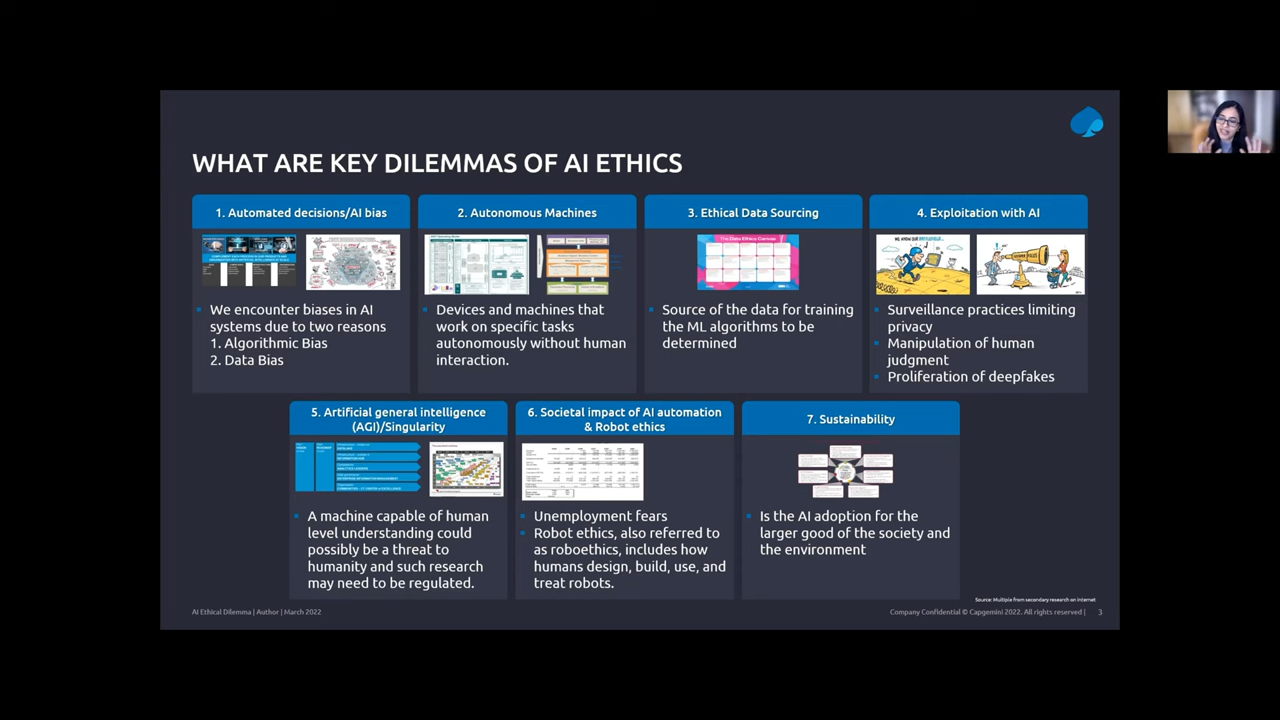 WHAT ARE KEY DILEMMAS OF AI ETHICS
1. Automated decisions/AI bias
We encounter biases in AI
systems due to two reasons
1. Algorithmic Bias
2. Data Bias
2. Autonomous Machines
Devices and machines that
work on specific tasks
autonomously without human
interaction.
3. Ethical Data Sourcing
The Data Ethics Canvas
Source of the data for training
the ML algorithms to be
determined
4. Exploitation with AI
Surveillance practices limiting
privacy
Manipulation of human
judgment
Proliferation of deepfakes
5. Artificial general intelligence
(AGI)/Singularity
A machine capable of human
level understanding could
possibly be a threat to
humanity and such research
may need to be regulated.
6. Societal impact of AI automation
& Robot ethics
Unemployment fears
Robot ethics, also referred to
as roboethics, includes how
humans design, build, use, and
treat robots.
7. Sustainability
Is the AI adoption for the
larger good of the society and
the environment
Source: Multiple from secondary research on internet
AI Ethical Dilemma | Author | March 2022
Company Confidential © Capgemini 2022. All rights reserved |
3